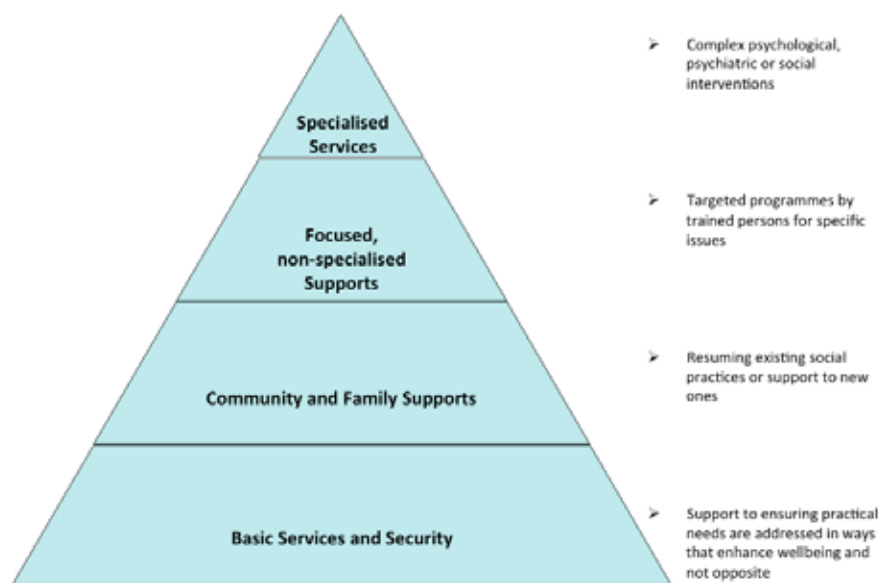 Specialised
Services
Focused,
non-specialised
Supports
Community and Family Supports
Basic Services and Security
➢ Complex psychological,
psychiatric or social
interventions
➢ Targeted programmes by
trained persons for specific
issues
➢ Resuming existing social
practices or support to new
ones
➢ Support to ensuring practical
needs are addressed in ways
that enhance wellbeing and
not opposite